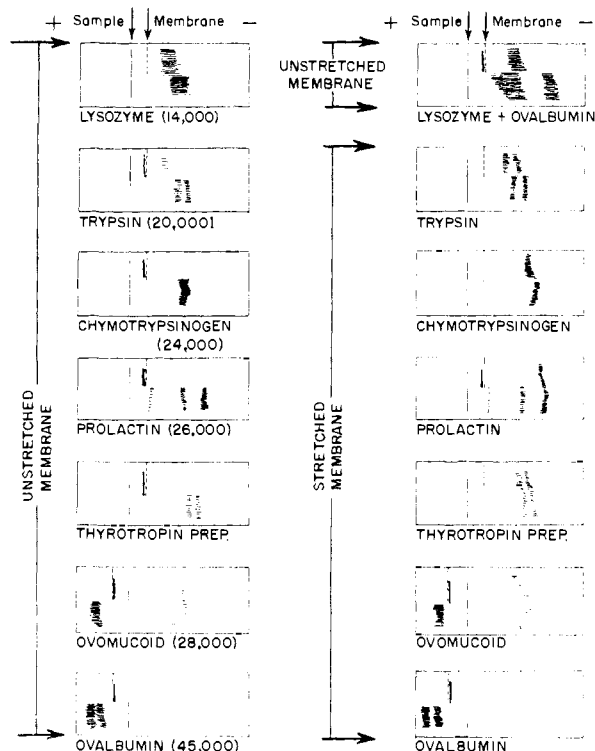 + Sample Membrane −
UNSTRETCHED
MEMBRANE
LYSOZYME (14,000)
TRYPSIN (20,000]
CHYMOTRYPSINOGEN
(24,000)
PROLACTIN (26,000)
THYROTROPIN PREP.
OVOMUCOID (28,000)
OVALBUMIN (45,000)
+ Sample Membrane −
UNSTRETCHED
MEMBRANE
LYSOZYME + OVALBUMIN
STRETCHED
MEMBRANE
TRYPSIN
CHYMOTRYPSINOGEN
PROLACTIN
THYROTROPIN PREP.
OVOMUCOID
OVALBUMIN